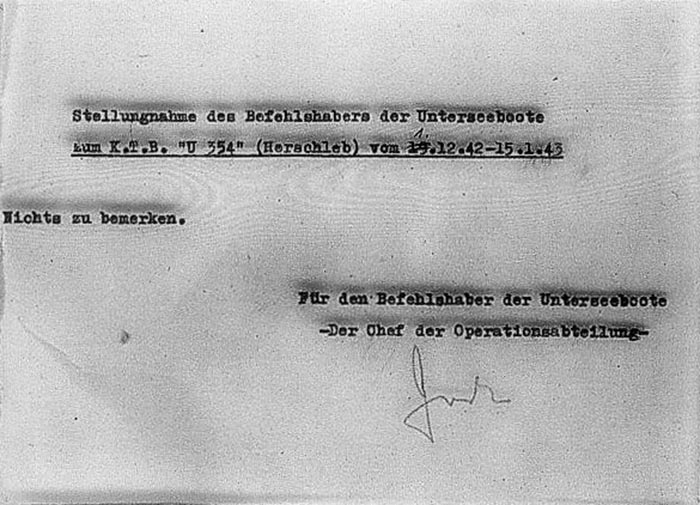 Stellungnahme des Befehlshabers der Unterseeboote
zum K.T.B. "U 354" (Herschleb) vom 1.12.42-15.1.43
Nichts zu bemerken.
Für den Befehlshaber der Unterseeboote
-Der Chef der Operationsabteilung-